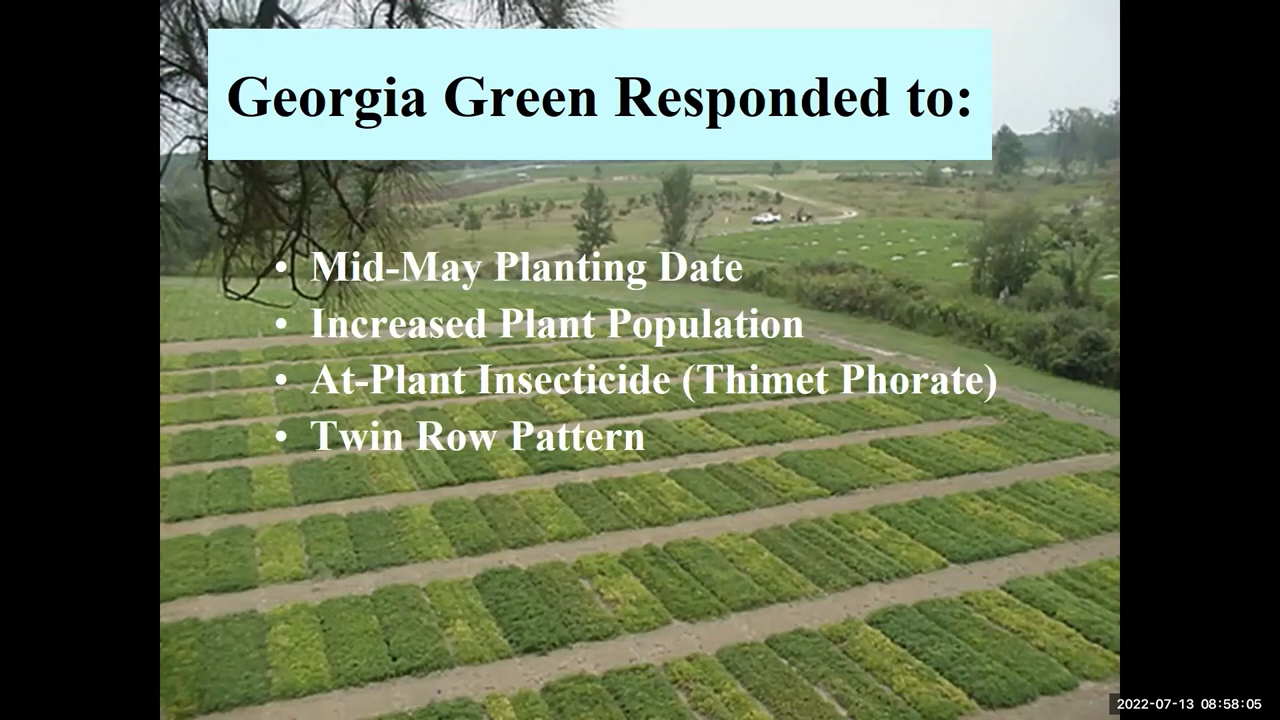 Georgia Green Responded to:
• Mid-May Planting Date
• Increased Plant Population
• At-Plant Insecticide (Thimet Phorate)
• Twin Row Pattern
2022-07-13 08:58:05